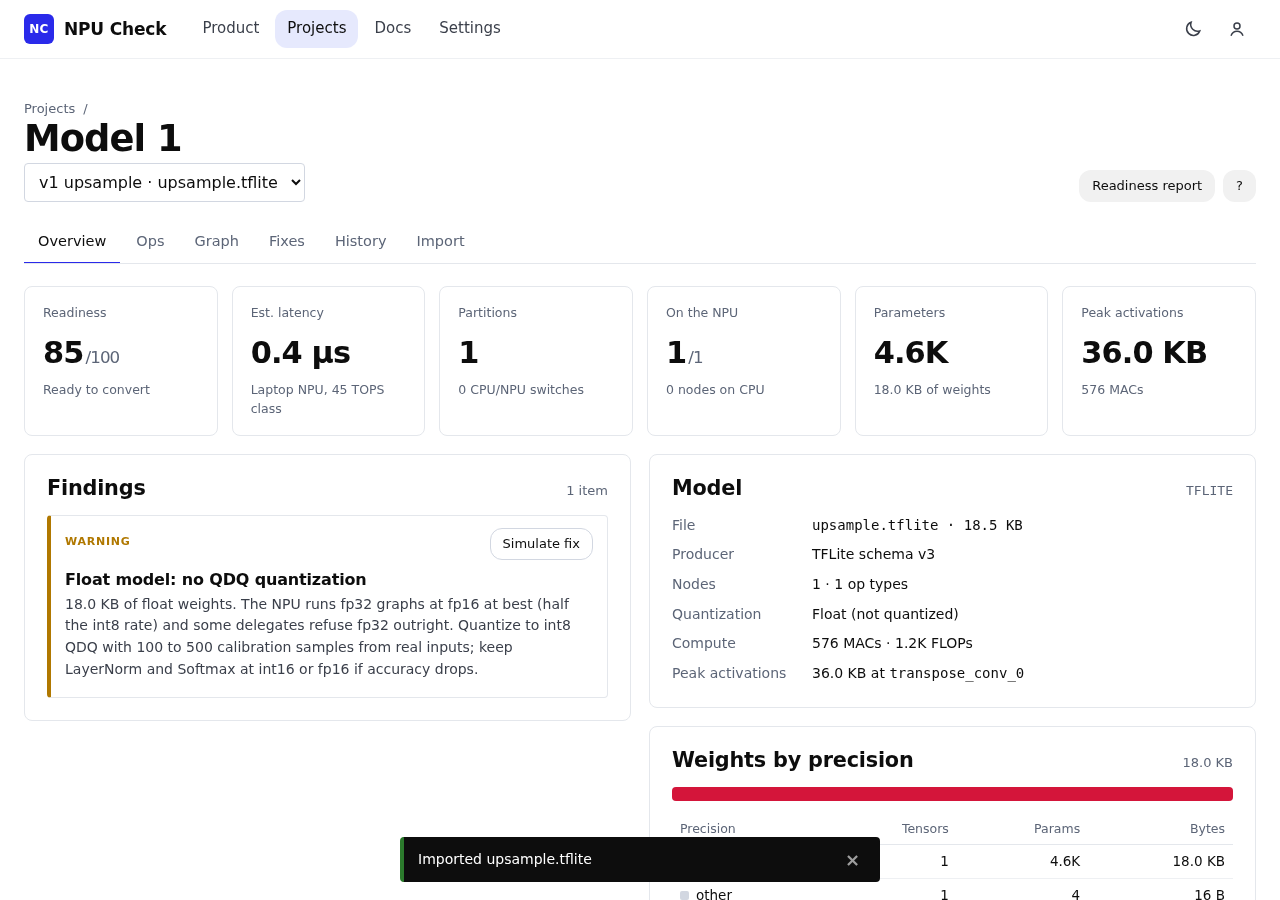 NC NPU Check Product Projects Docs Settings
Projects /
Model 1
v1 upsample · upsample.tflite
Readiness report ?
Overview Ops Graph Fixes History Import
Readiness
85/100
Ready to convert
Est. latency
0.4 µs
Laptop NPU, 45 TOPS
class
Partitions
1
0 CPU/NPU switches
On the NPU
1/1
0 nodes on CPU
Parameters
4.6K
18.0 KB of weights
Peak activations
36.0 KB
576 MACs
Findings 1 item
WARNING Simulate fix
Float model: no QDQ quantization
18.0 KB of float weights. The NPU runs fp32 graphs at fp16 at best (half
the int8 rate) and some delegates refuse fp32 outright. Quantize to int8
QDQ with 100 to 500 calibration samples from real inputs; keep
LayerNorm and Softmax at int16 or fp16 if accuracy drops.
Model TFLITE
File upsample.tflite · 18.5 KB
Producer TFLite schema v3
Nodes 1 · 1 op types
Quantization Float (not quantized)
Compute 576 MACs · 1.2K FLOPs
Peak activations 36.0 KB at transpose_conv_0
Weights by precision 18.0 KB
Precision Tensors Params Bytes
1 4.6K 18.0 KB
other 1 4 16 B
Imported upsample.tflite ×